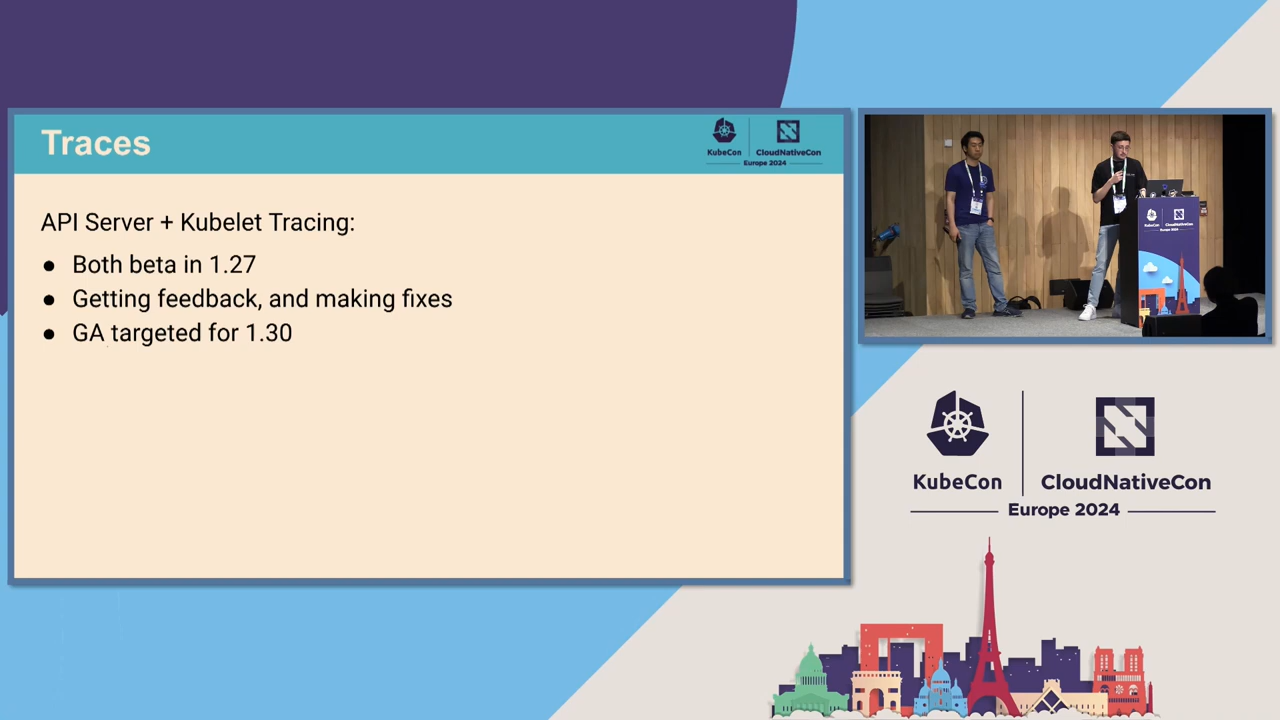 Traces
KubeCon
CloudNativeCon
Europe 2024
API Server + Kubelet Tracing:
● Both beta in 1.27
● Getting feedback, and making fixes
● GA targeted for 1.30
KubeCon
CloudNativeCon
Europe 2024